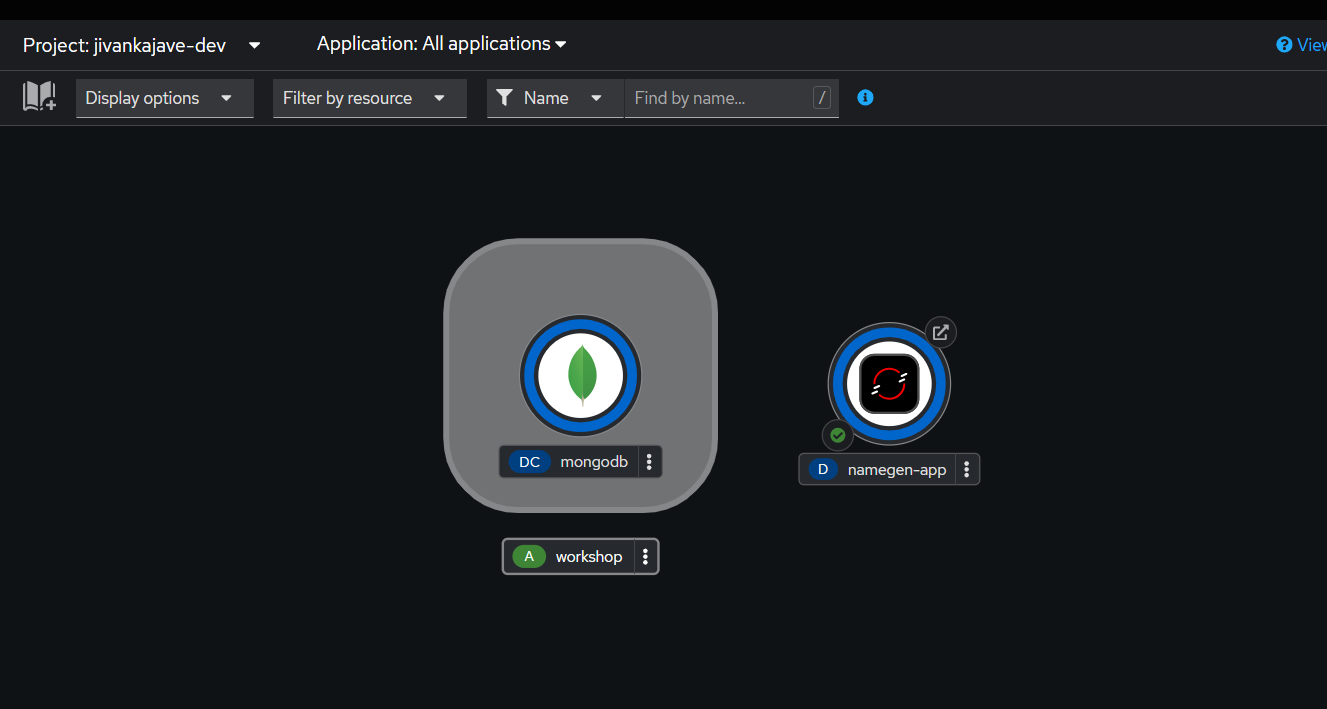 Project: jivankajave-dev
Application: All applications
View
Display options
Filter by resource
Name
Find by name...
/
DC mongodb
D namegen-app
A workshop